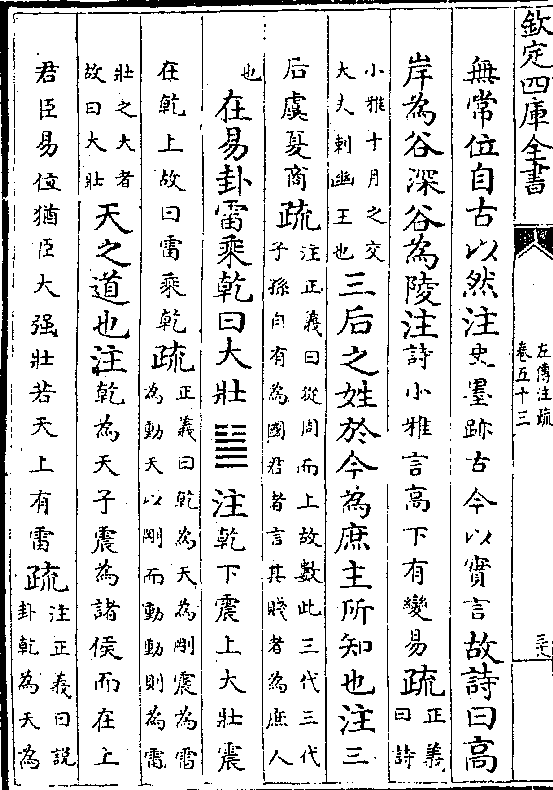 欽定四庫全書
左傳注疏
卷五十三
無常位自古以然注史墨跡古今以實言故詩曰高
岸為谷深谷為陵注詩小雅言高下有變易疏正義曰詩
小雅十月之交大夫刺幽王也三后之姓於今為庶主所知也注三
后虞夏商疏注正義曰從周而上故數此三代三代子孫自有為國君者言其賤者為庶人
也在易卦雷乘乾曰大壯䷡注乾下震上大壯震
在乾上故曰雷乘乾疏正義曰乾為天為剛震為雷為動天以剛而動動則為雷
壯之大者故曰大壯天之道也注乾為天子震為諸侯而在上
君臣易位猶臣大强壯若天上有雷疏注正義曰説卦乾為天為